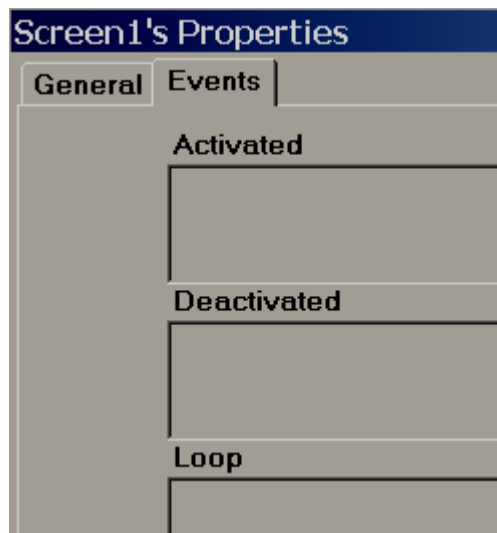 Screen1's Properties
General Events
Activated
Deactivated
Loop